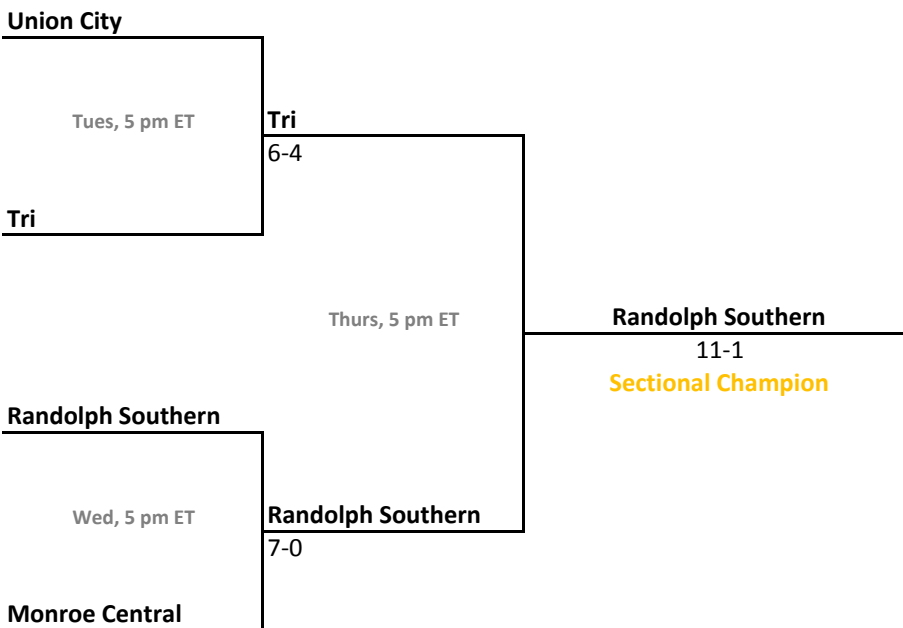 Union City
Tues, 5 pm ET
Tri
6-4
Tri
Thurs, 5 pm ET
Randolph Southern
11-1
Sectional Champion
Randolph Southern
Wed, 5 pm ET
Randolph Southern
7-0
Monroe Central